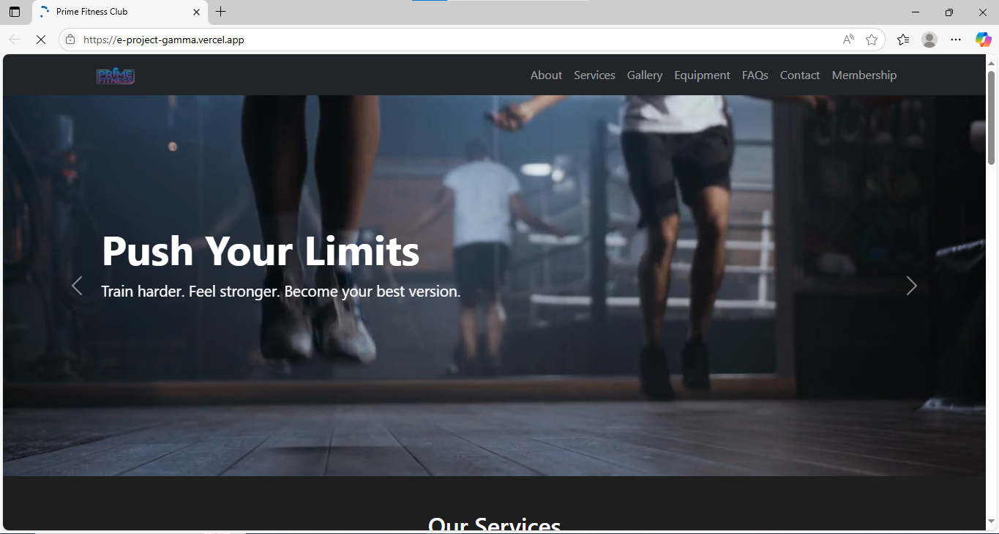 Prime Fitness Club
https://e-project-gamma.vercel.app
PRIME
FITNESS
About Services Gallery Equipment FAQs Contact Membership
Push Your Limits
Train harder. Feel stronger. Become your best version.
Our Services